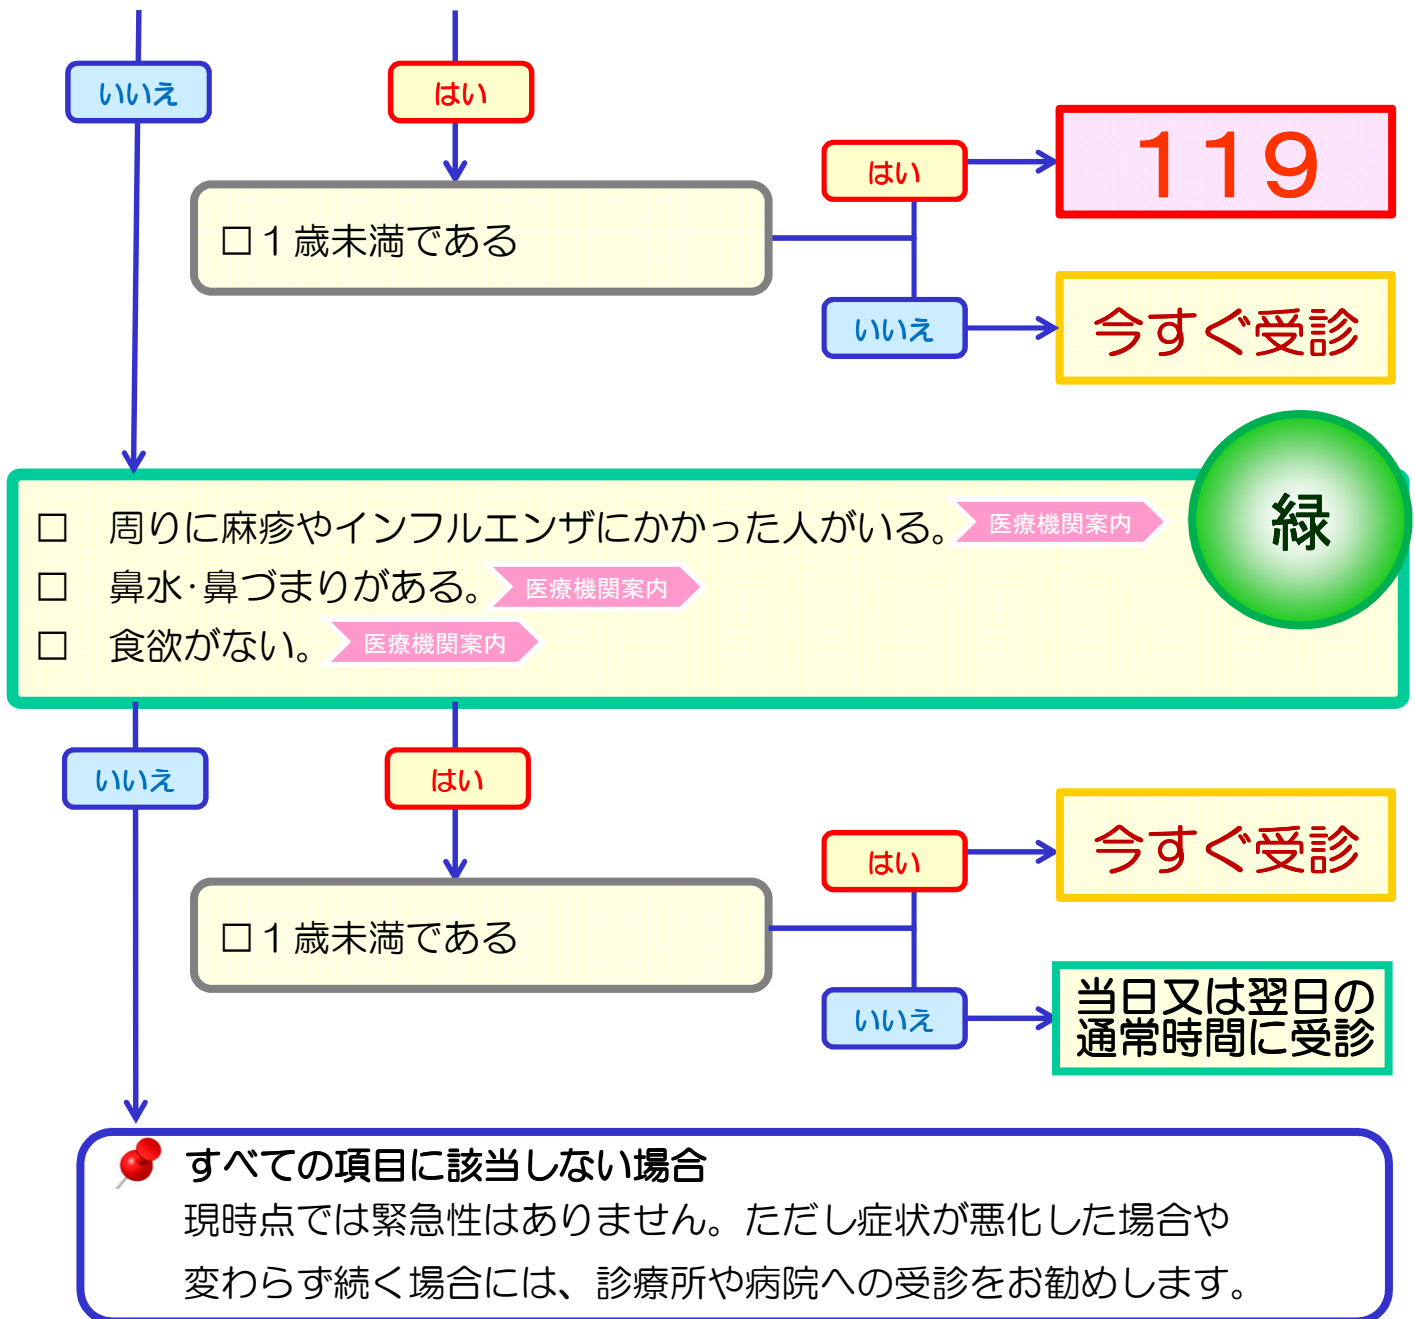 いいえ
はい
はい
119
□1歳未満である
いいえ
今すぐ受診
緑
□ 周りに麻疹やインフルエンザにかかった人がいる。 医療機関案内
□ 鼻水・鼻づまりがある。 医療機関案内
□ 食欲がない。 医療機関案内
いいえ
はい
はい
今すぐ受診
□1歳未満である
いいえ
当日又は翌日の
通常時間に受診
すべての項目に該当しない場合
現時点では緊急性はありません。ただし症状が悪化した場合や
変わらず続く場合には、診療所や病院への受診をお勧めします。